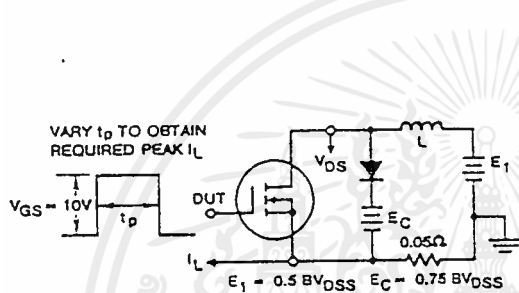 VARY tp TO OBTAIN
REQUIRED PEAK IL
VGS = 10V
tp
DUT
VDS
L
E1
EC
0.05Ω
IL
E1 = 0.5 BVDSS EC = 0.75 BVDSS